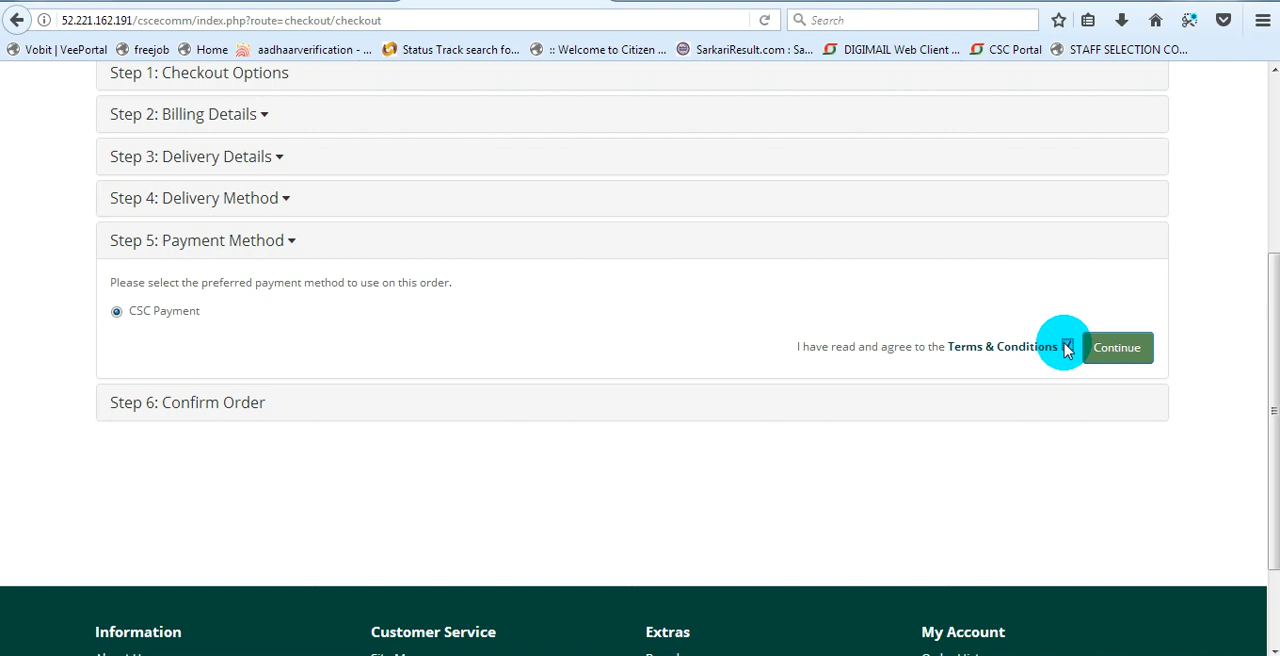 52.221.162.191/cscecomm/index.php?route=checkout/checkout
Search
Vobit | VeePortal freejob Home aadhaarverification - ... Status Track search fo... :: Welcome to Citizen ... SarkariResult.com : Sa... DIGIMAIL Web Client ... CSC Portal STAFF SELECTION CO...
Step 1: Checkout Options
Step 2: Billing Details
Step 3: Delivery Details
Step 4: Delivery Method
Step 5: Payment Method
Please select the preferred payment method to use on this order.
CSC Payment
I have read and agree to the Terms & Conditions
Continue
Step 6: Confirm Order
Information Customer Service Extras My Account